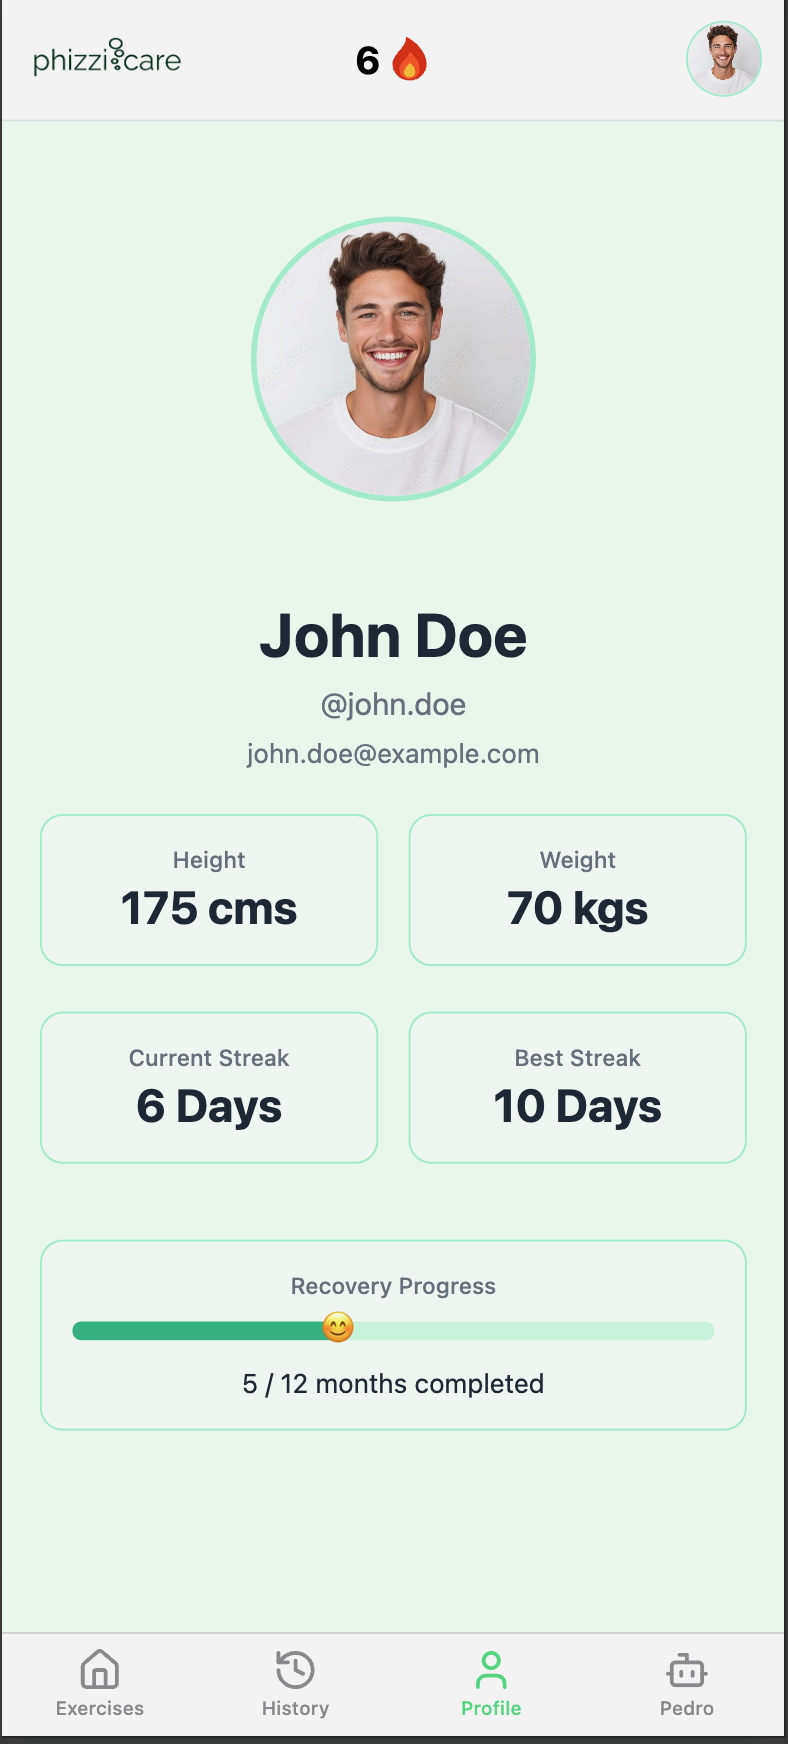 phizzicare
6
John Doe
@john.doe
john.doe@example.com
Height
175 cms
Weight
70 kgs
Current Streak
6 Days
Best Streak
10 Days
Recovery Progress
5 / 12 months completed
Exercises
History
Profile
Pedro